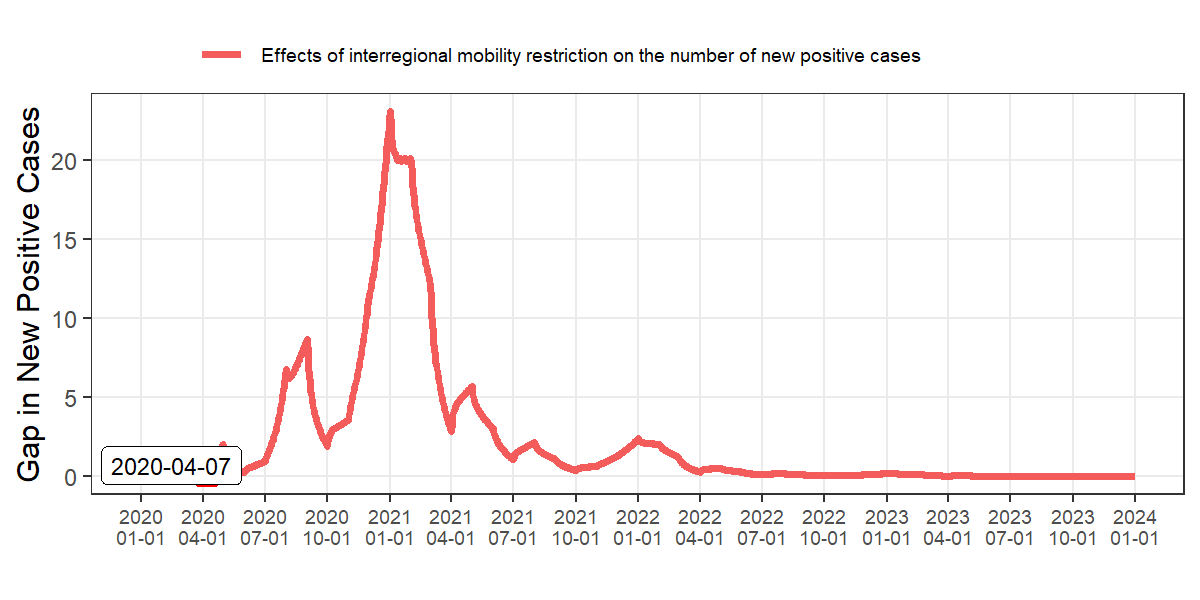 Effects of interregional mobility restriction on the number of new positive cases
Gap in New Positive Cases
20
15
10
5
0
2020-04-07
2020 2020 2020 2020 2021 2021 2021 2021 2022 2022 2022 2022 2023 2023 2023 2023 2024
01-01 04-01 07-01 10-01 01-01 04-01 07-01 10-01 01-01 04-01 07-01 10-01 01-01 04-01 07-01 10-01 01-01